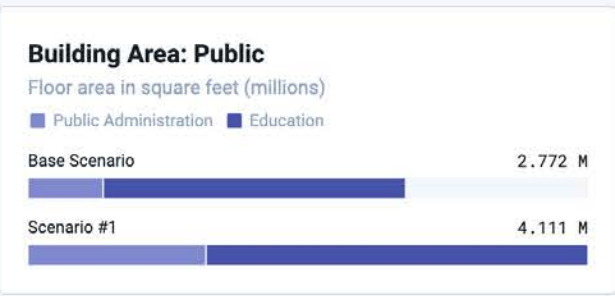 Building Area: Public
Floor area in square feet (millions)
Public Administration Education
Base Scenario 2.772 M
Scenario #1 4.111 M